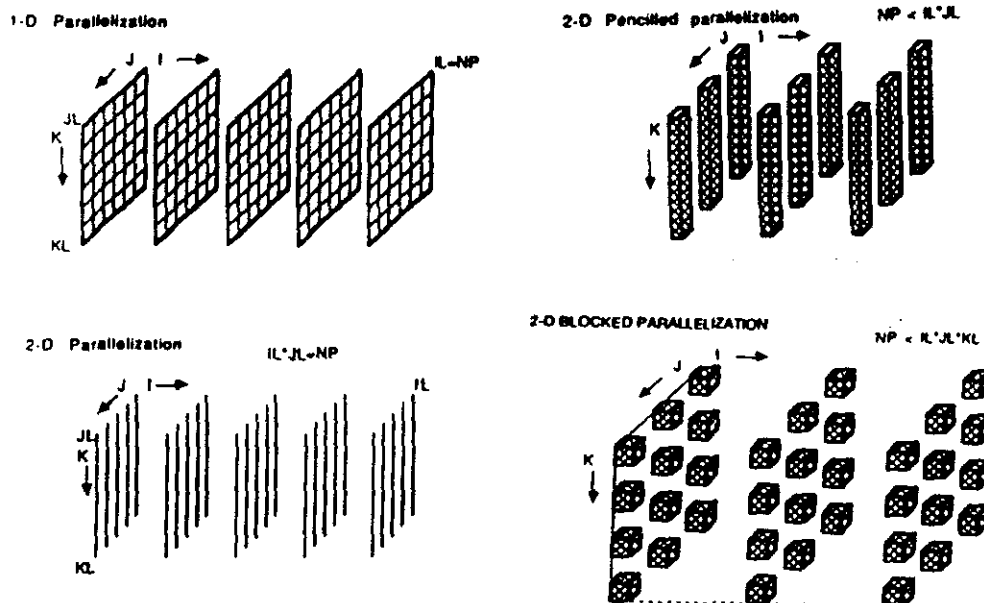 1-D Parallelization
J I
IL=NP
JL
K
KL
2-D Pencilled parallelization
NP < IL*JL
J I
K
2-D Parallelization
IL*JL=NP
J I
IL
JL
K
KL
2-D BLOCKED PARALLELIZATION
NP < IL*JL*KL
J I
K